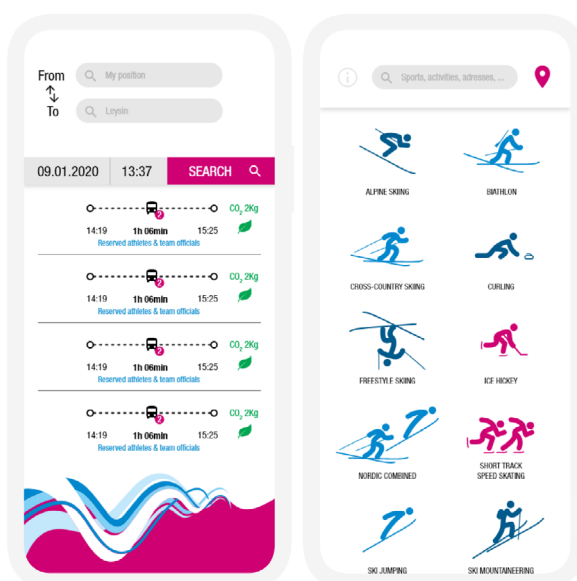 From
My position
To
Leysin
09.01.2020 13:37 SEARCH
CO2 2Kg
14:19 1h 06min 15:25
Reserved athletes & team officials
2
CO2 2Kg
14:19 1h 06min 15:25
Reserved athletes & team officials
2
CO2 2Kg
14:19 1h 06min 15:25
Reserved athletes & team officials
2
CO2 2Kg
14:19 1h 06min 15:25
Reserved athletes & team officials
2
i
Sports, activities, adresses, ...
ALPINE SKIING
BIATHLON
CROSS-COUNTRY SKIING
CURLING
FREESTYLE SKIING
ICE HICKEY
NORDIC COMBINED
SHORT TRACK
SPEED SKATING
SKI JUMPING
SKI MOUNTAINEERING